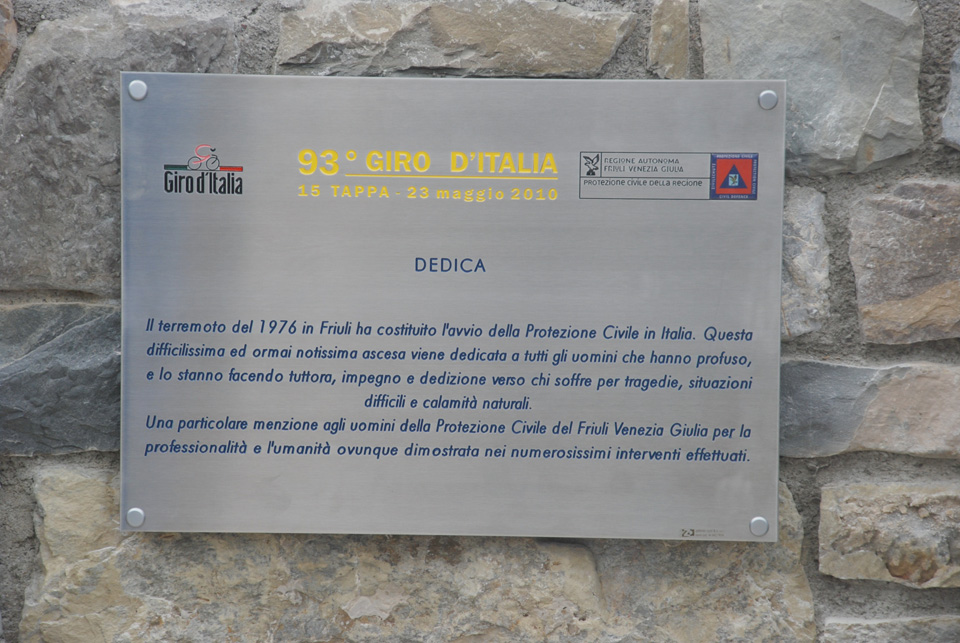 Giro d'Italia
93° GIRO D'ITALIA
15 TAPPA - 23 maggio 2010
REGIONE AUTONOMA
FRIULI VENEZIA GIULIA
PROTEZIONE CIVILE DELLA REGIONE
DEDICA
Il terremoto del 1976 in Friuli ha costituito l'avvio della Protezione Civile in Italia. Questa
difficilissima ed ormai notissima ascesa viene dedicata a tutti gli uomini che hanno profuso,
e lo stanno facendo tuttora, impegno e dedizione verso chi soffre per tragedie, situazioni
difficili e calamità naturali.
Una particolare menzione agli uomini della Protezione Civile del Friuli Venezia Giulia per la
professionalità e l'umanità ovunque dimostrata nei numerosissimi interventi effettuati.